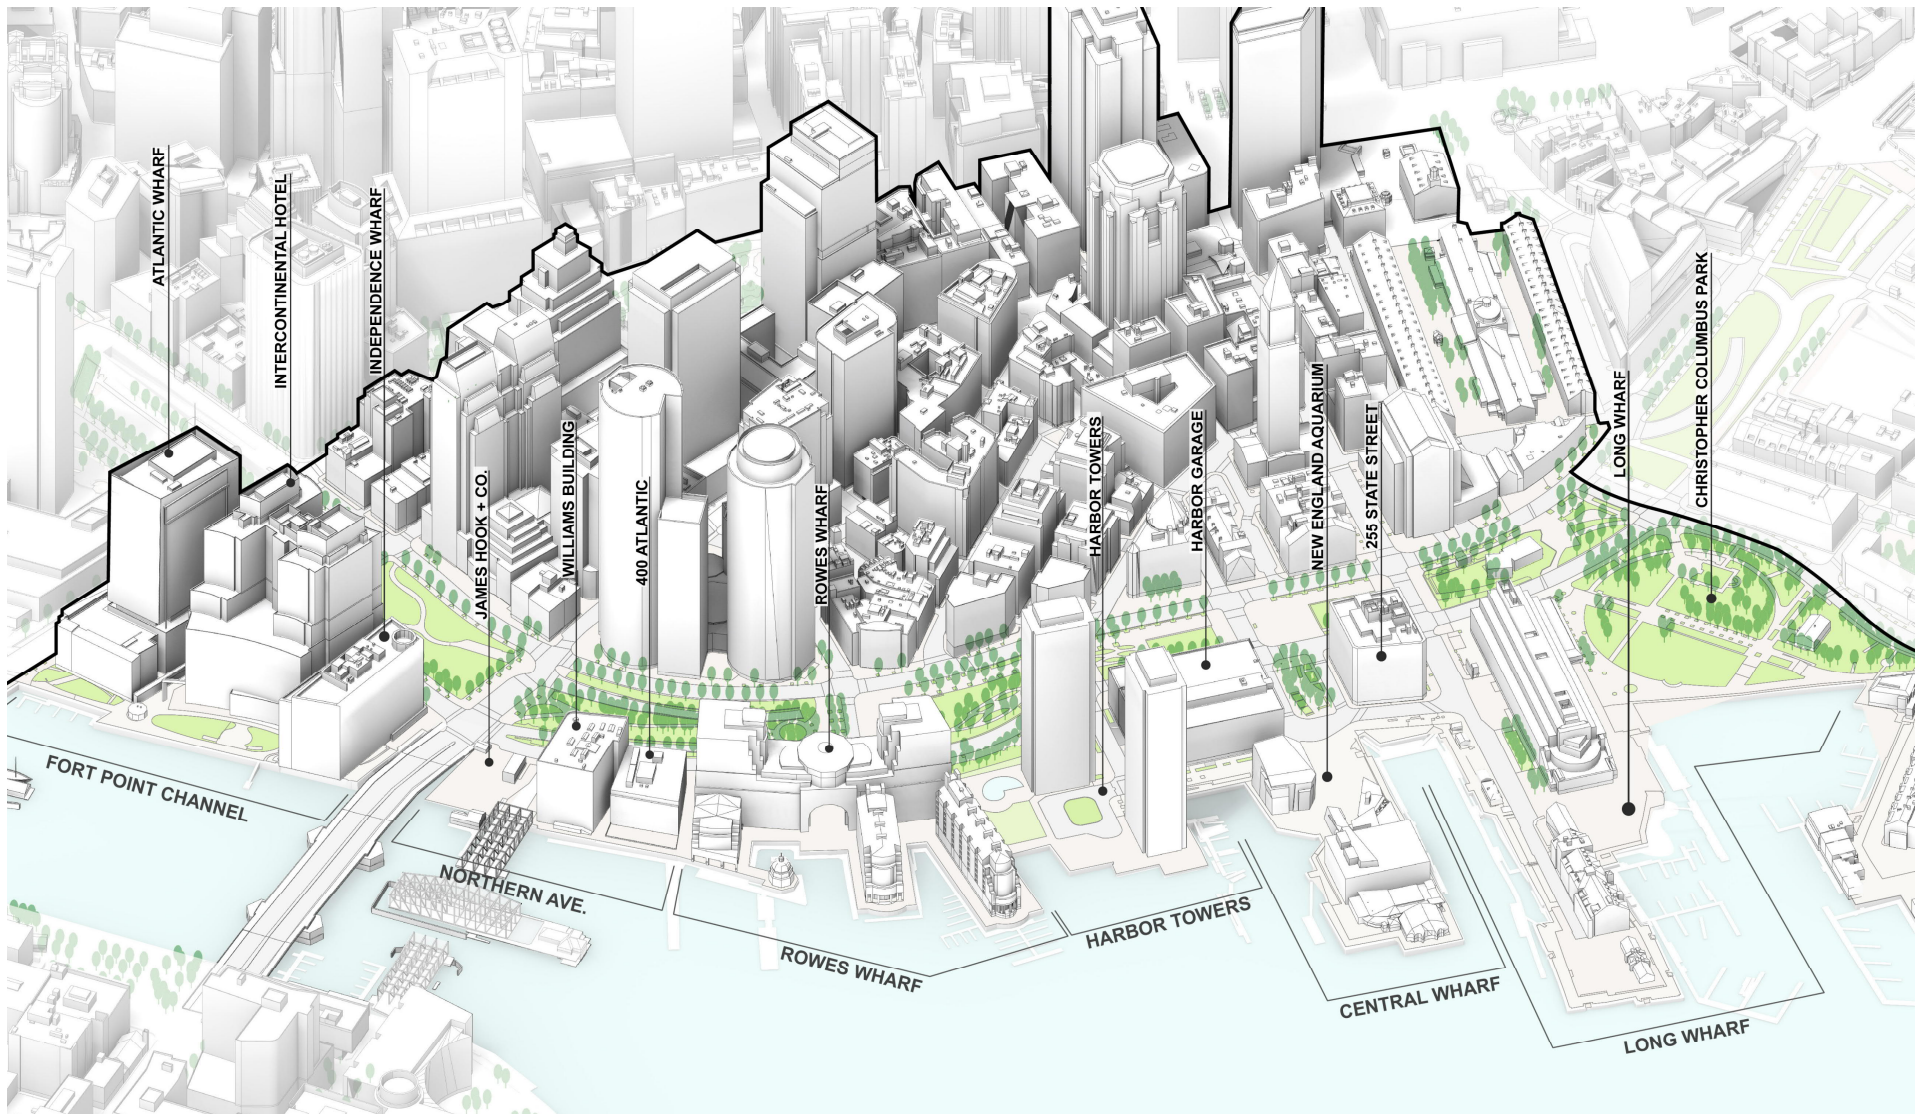 ATLANTIC WHARF
INTERCONTINENTAL HOTEL
INDEPENDENCE WHARF
JAMES HOOK + CO.
WILLIAMS BUILDING
400 ATLANTIC
ROWES WHARF
HARBOR TOWERS
HARBOR GARAGE
NEW ENGLAND AQUARIUM
255 STATE STREET
LONG WHARF
CHRISTOPHER COLUMBUS PARK
FORT POINT CHANNEL
NORTHERN AVE.
ROWES WHARF
HARBOR TOWERS
CENTRAL WHARF
LONG WHARF